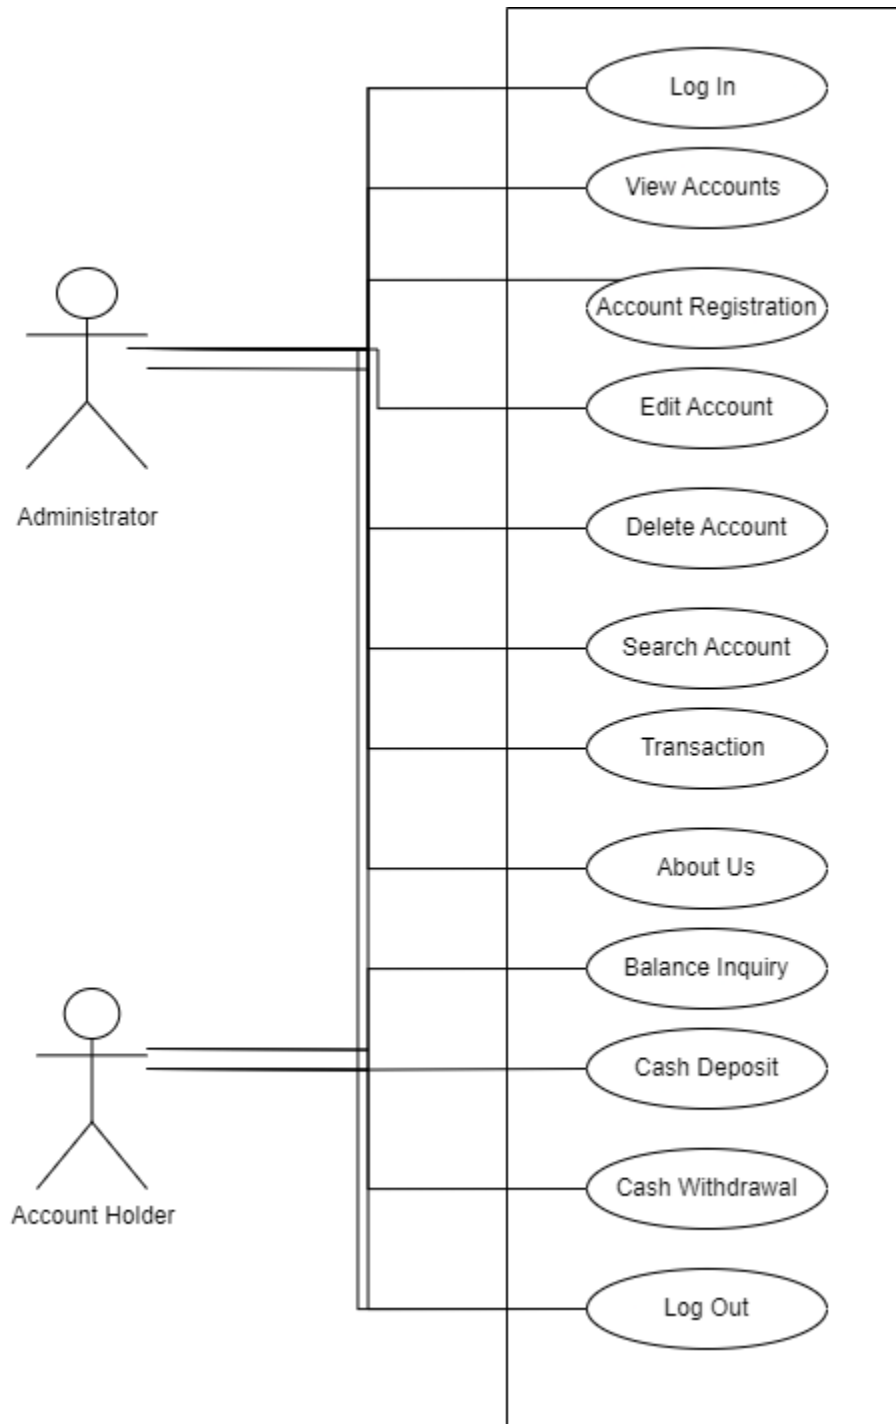 Log In
View Accounts
Account Registration
Edit Account
Administrator
Delete Account
Search Account
Transaction
About Us
Balance Inquiry
Cash Deposit
Cash Withdrawal
Account Holder
Log Out